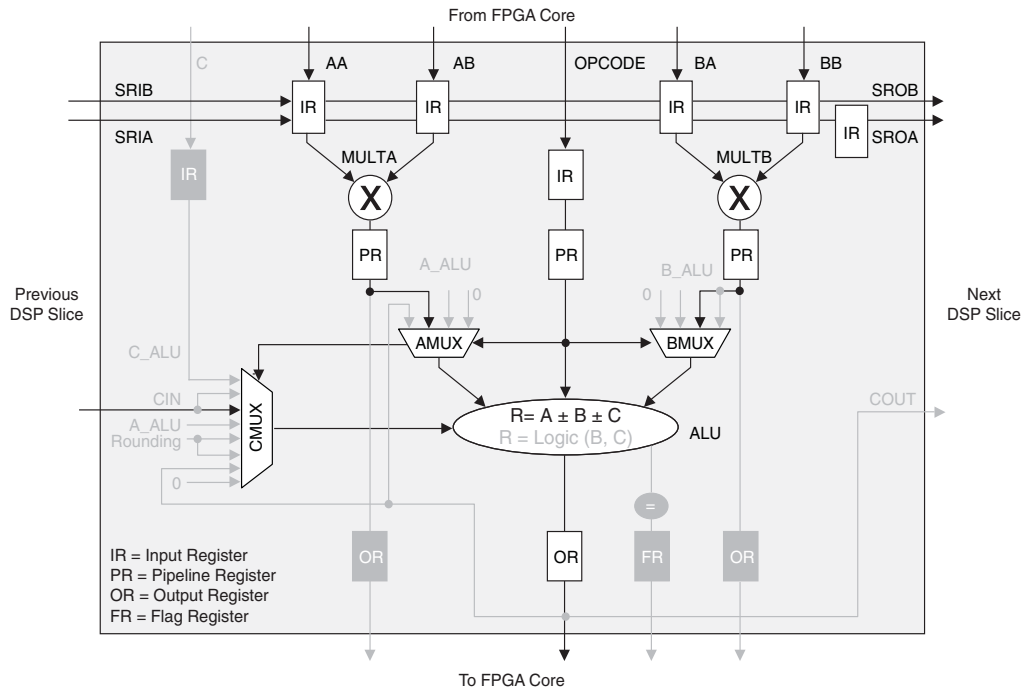 From FPGA Core
C
AA
AB
OPCODE
BA
BB
SRIB
SROB
IR
IR
IR
IR
IR
SRIA
SROA
MULTA
MULTB
IR
IR
X
X
PR
PR
PR
A_ALU
B_ALU
0
0
Previous
DSP Slice
Next
DSP Slice
AMUX
BMUX
C_ALU
CIN
COUT
A_ALU
Rounding
0
CMUX
R= A ± B ± C
R = Logic (B, C)
ALU
=
OR
OR
FR
OR
IR = Input Register
PR = Pipeline Register
OR = Output Register
FR = Flag Register
To FPGA Core